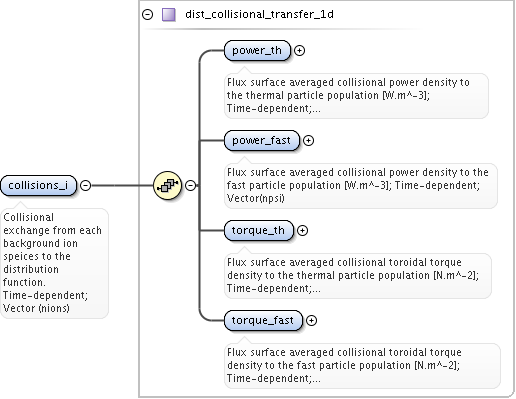 dist_collisional_transfer_1d
power_th
Flux surface averaged collisional power density to
the thermal particle population [W.m^-3];
Time-dependent;...
power_fast
Flux surface averaged collisional power density to the
fast particle population [W.m^-3]; Time-dependent;
Vector(npsi)
collisions_i
Collisional
exchange from each
background ion
speices to the
distribution
function.
Time-dependent;
Vector (nions)
torque_th
Flux surface averaged collisional toroidal torque
density to the thermal particle population [N.m^-2];
Time-dependent;...
torque_fast
Flux surface averaged collisional toroidal torque
density to the fast particle population [N.m^-2];
Time-dependent;...